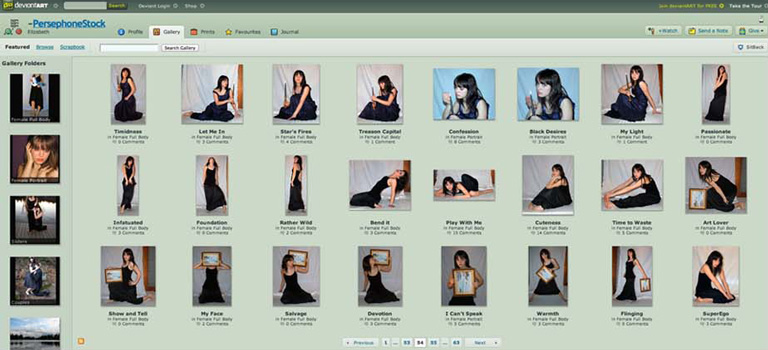 deviantART
Search
Deviant Login
Shop
Join deviantART for FREE
Take the Tour
~PersephoneStock
Elizabeth
Profile
Gallery
Prints
Favourites
Journal
+Watch
Send a Note
Give
Featured
Browse
Scrapbook
Search Gallery
SitBack
Gallery Folders
Female Full Body
Female Portrait
Sisters
Couples
Timidness
in Female Full Body
0 Comments
Let Me In
in Female Full Body
3 Comments
Star's Fires
in Female Full Body
4 Comments
Treason Capital
in Female Full Body
1 Comment
Confession
in Female Portrait
8 Comments
Black Desires
in Female Portrait
3 Comments
My Light
in Female Full Body
1 Comment
Passionate
in Female Full Body
0 Comments
Infatuated
in Female Full Body
3 Comments
Foundation
in Female Full Body
9 Comments
Rather Wild
in Female Full Body
2 Comments
Bend it
in Female Full Body
Comments
Play With Me
in Female Full Body
15 Comments
Cuteness
in Female Full Body
14 Comments
Time to Waste
in Female Full Body
5 Comments
Art Lover
in Female Full Body
0 Comments
Show and Tell
in Female Full Body
0 Comments
My Face
in Female Full Body
2 Comments
Salvage
in Female Full Body
0 Comments
Devotion
in Female Full Body
3 Comments
I Can't Speak
in Female Full Body
Comments
Warmth
in Female Full Body
Comments
Flinging
in Female Full Body
8 Comments
SuperEgo
in Female Full Body
0 Comments
Previous 1 ... 53 54 55 ... 63 Next